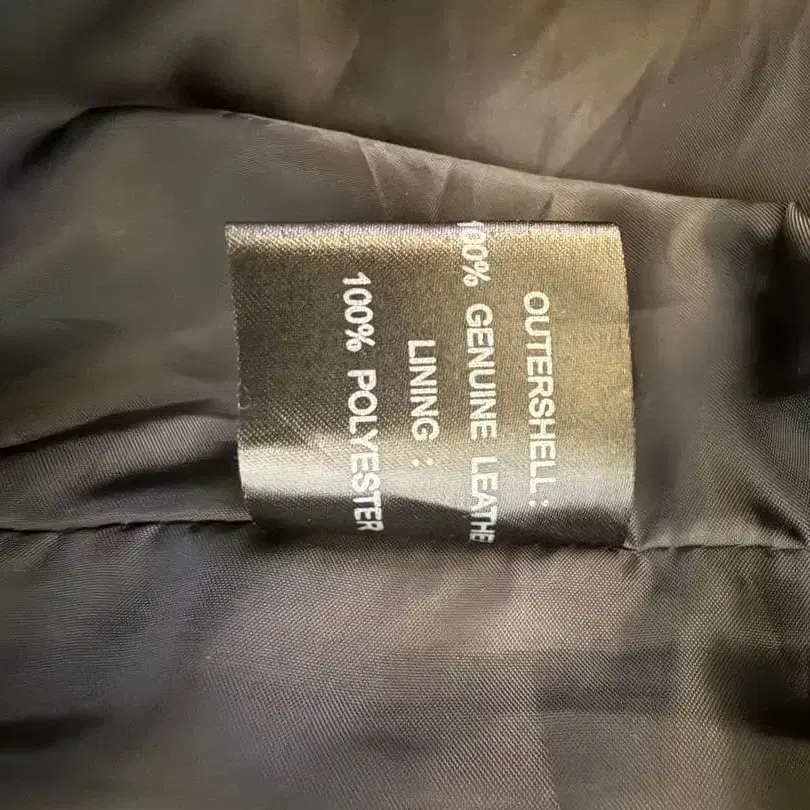 OUTERSHELL:
100% GENUINE LEATHE
LINING :
100% POLYESTER